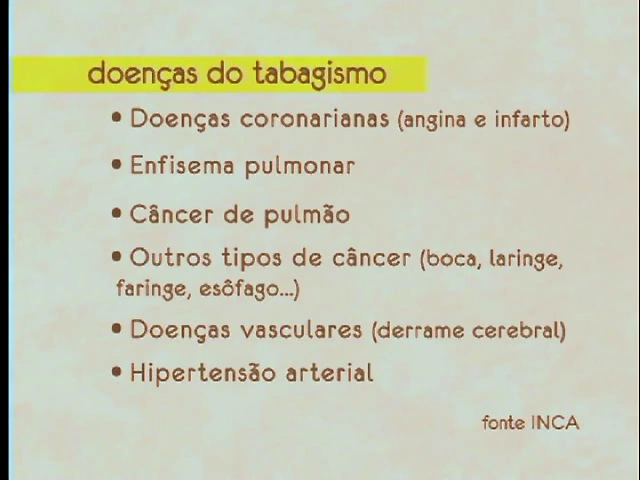 doenças do tabagismo
• Doenças coronarianas (angina e infarto)
• Enfisema pulmonar
• Câncer de pulmão
• Outros tipos de câncer (boca, laringe,
faringe, esôfago...)
• Doenças vasculares (derrame cerebral)
• Hipertensão arterial
fonte INCA